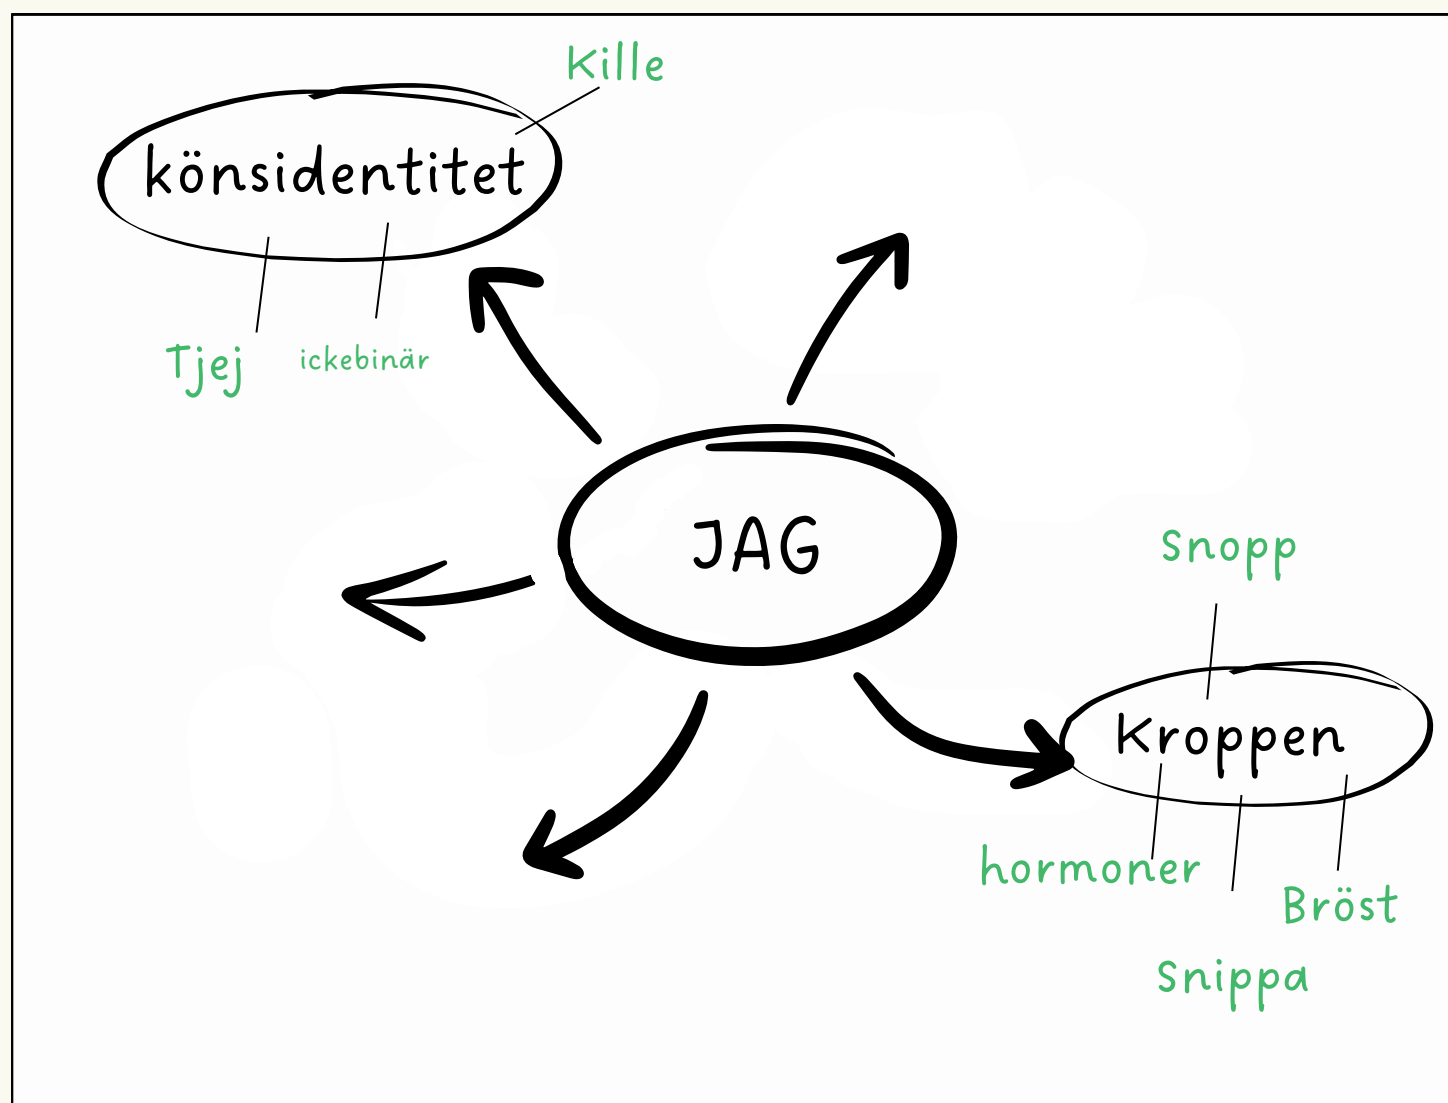 Kille
könsidentitet
Tjej
ickebinär
JAG
Snopp
Kroppen
hormoner
Bröst
Snippa